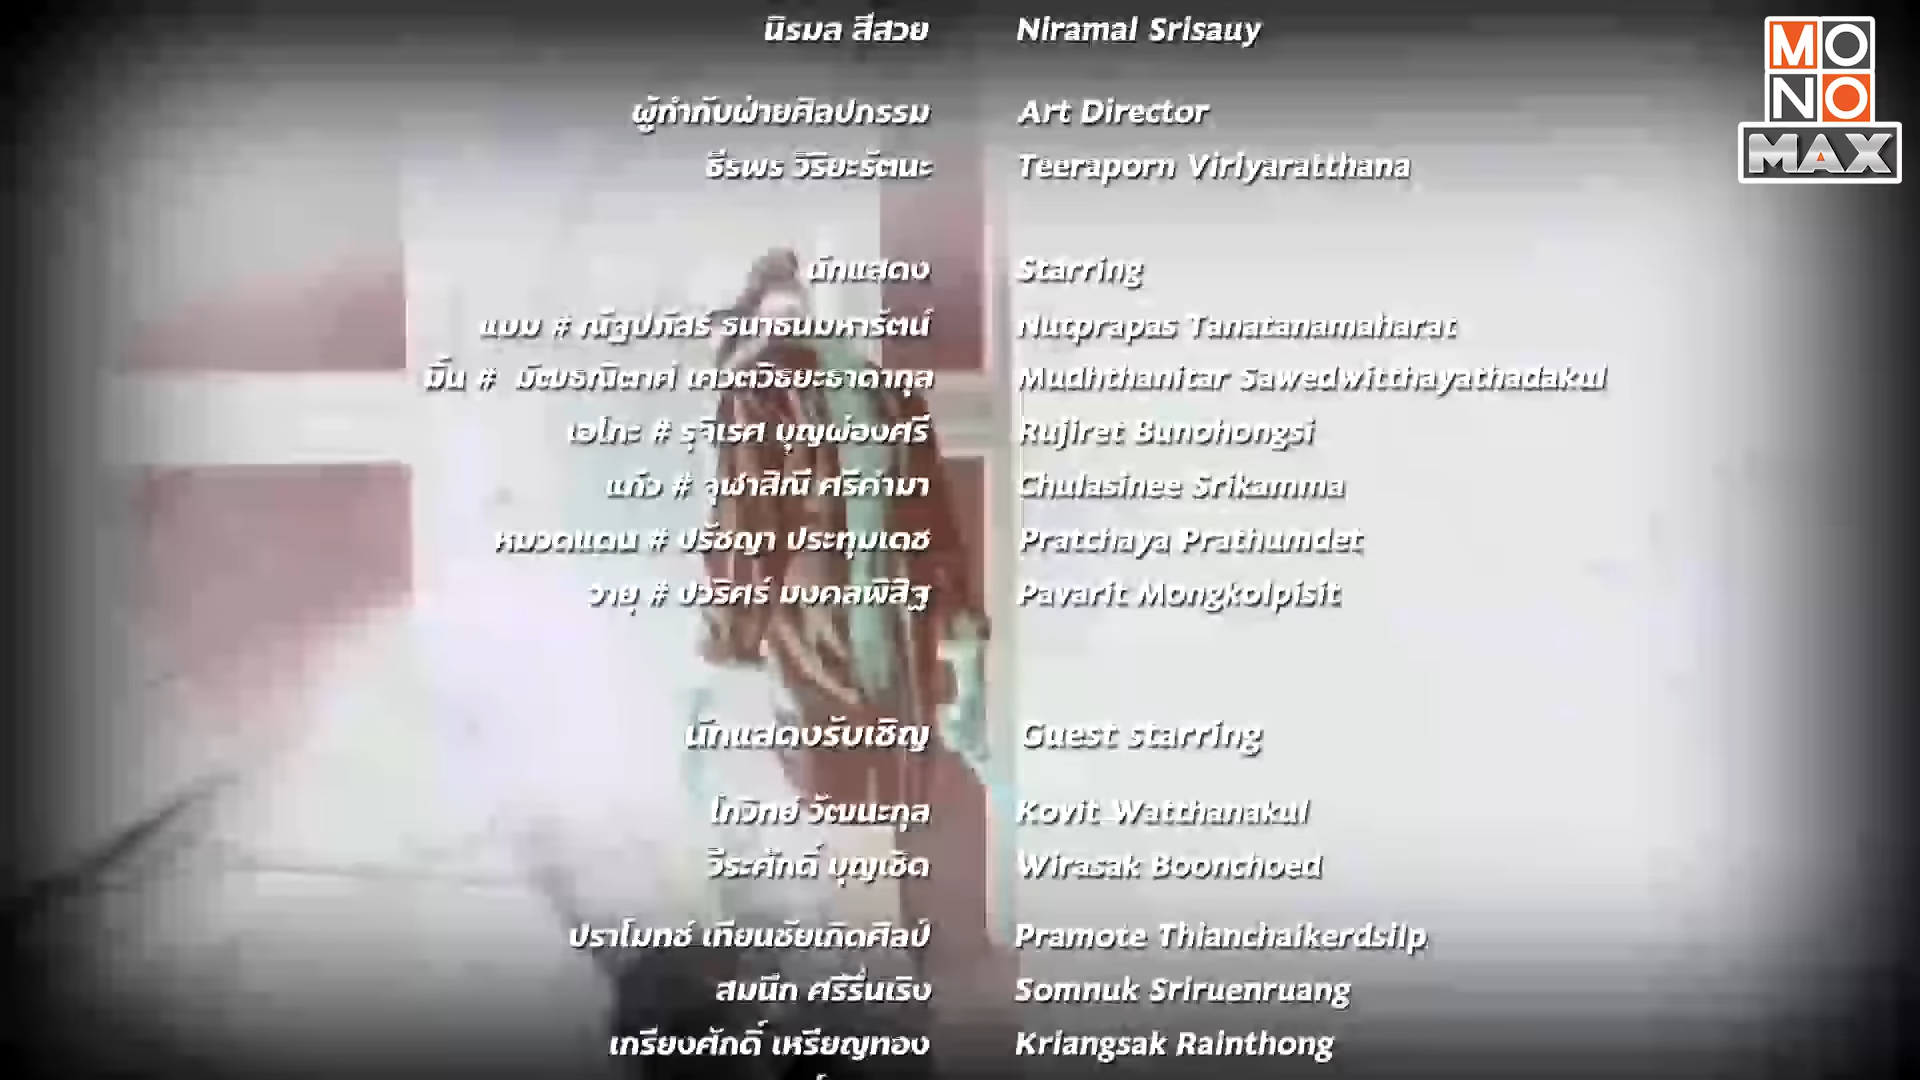 MONO
MAX
นิรมล สีสวย Niramal Srisauy
ผู้กำกับฝ่ายศิลปกรรม Art Director
ธีรพร วิริยะรัตนะ Teeraporn Viriyaratthana
นักแสดง Starring
แบม # ณัฐปภัสร์ ธนาธนมหารัตน์ Nutprapas Tanatanamaharat
มิ้น # มัฒธณิตาศ์ เศวตวิธยะธาดากุล Mudhthanitar Sawedwitthayathadakul
เอโกะ # รุจิเรศ บุญผ่องศรี Rujiret Bunohongsi
แก้ว # จุฬาสิณี ศรีคำมา Chulasinee Srikamma
หมวดแดน # ปรัชญา ประทุมเดช Pratchaya Prathumdet
วายุ # ปวริศร์ มงคลพิสิฐ Pavarit Mongkolpisit
นักแสดงรับเชิญ Guest starring
โกวิทย์ วัฒนะกุล Kovit Watthanakul
วีระศักดิ์ บุญเชิด Wirasak Boonchoed
ปราโมทช์ เทียนชัยเกิดศิลป์ Pramote Thianchaikerdsilp
สมนึก ศรีรื่นเริง Somnuk Sriruenruang
เกรียงศักดิ์ เหรียญทอง Kriangsak Rainthong